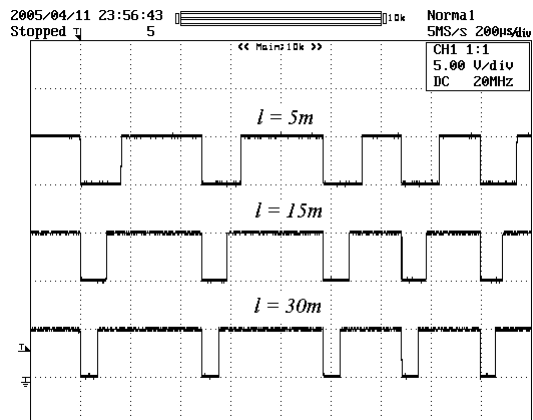 2005/04/11 23:56:43
Stopped 5
10k
Normal
5MS/s 200µs/div
<< Main:10k >>
CH1 1:1
5.00 V/div
DC 20MHz
l = 5m
l = 15m
l = 30m